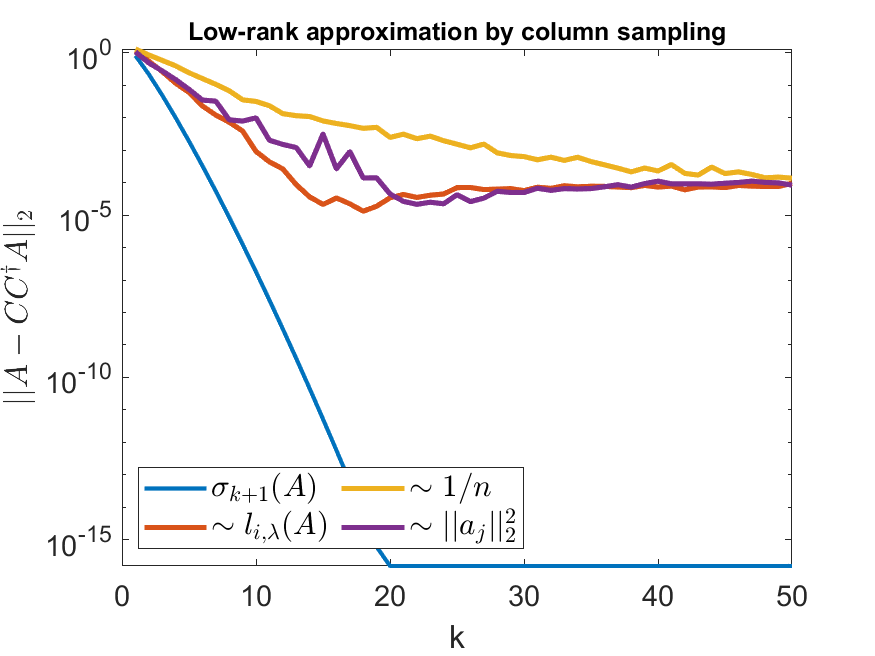 Low-rank approximation by column sampling
10^0
10^-5
10^-10
10^-15
||A − CC^†A||_2
σ_{k+1}(A)
∼ 1/n
∼ l_{i,λ}(A)
∼ ||a_j||_2^2
0 10 20 30 40 50
k